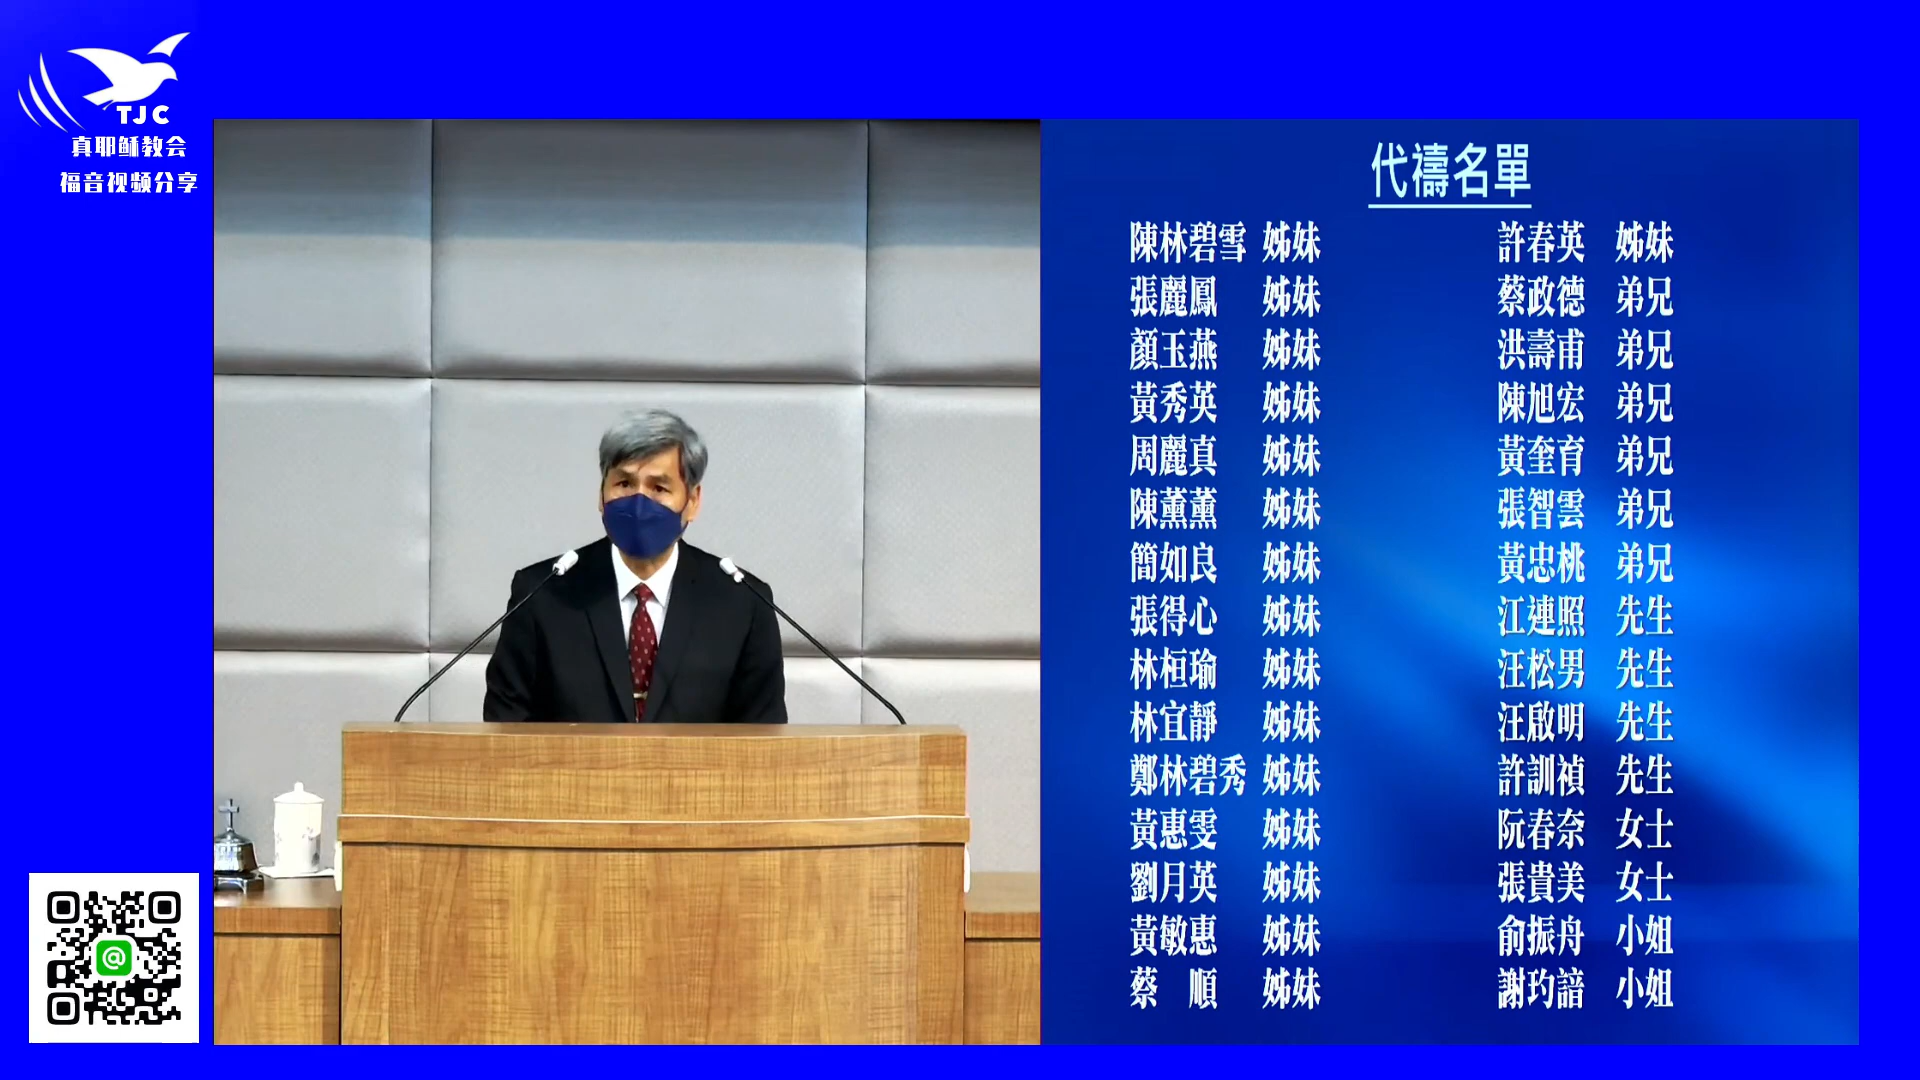 TJC
真耶稣教会
福音视频分享
代禱名單
陳林碧雪 姊妹
張麗鳳 姊妹
顏玉燕 姊妹
黃秀英 姊妹
周麗真 姊妹
陳薰薰 姊妹
簡如良 姊妹
張得心 姊妹
林桓瑜 姊妹
林宜靜 姊妹
鄭林碧秀 姊妹
黃惠雯 姊妹
劉月英 姊妹
黃敏惠 姊妹
蔡 順 姊妹
許春英 姊妹
蔡政德 弟兄
洪壽甫 弟兄
陳旭宏 弟兄
黃奎育 弟兄
張智雲 弟兄
黃忠桃 弟兄
江連照 先生
汪松男 先生
汪啟明 先生
許訓禎 先生
阮春奈 女士
張貴美 女士
俞振舟 小姐
謝玓諳 小姐
@